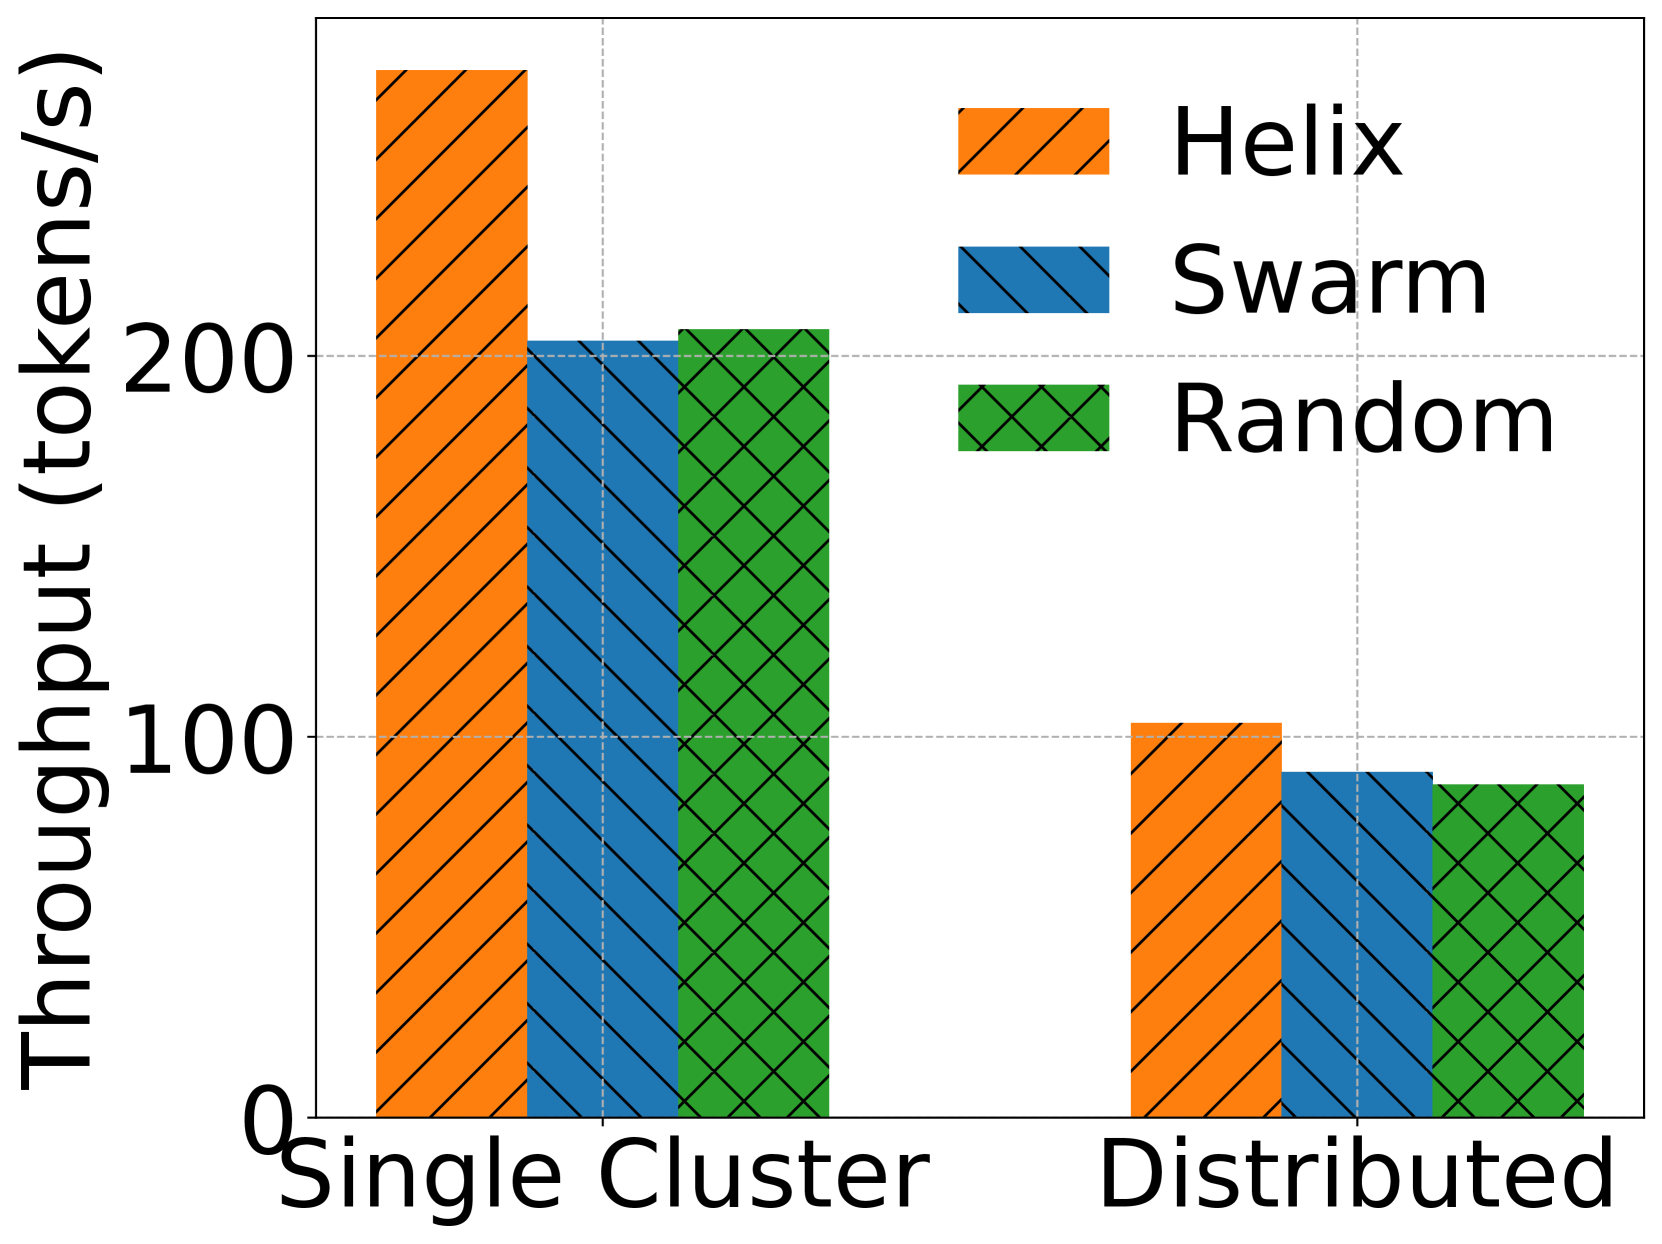 Throughput (tokens/s)
200
100
0
Helix
Swarm
Random
Single Cluster
Distributed